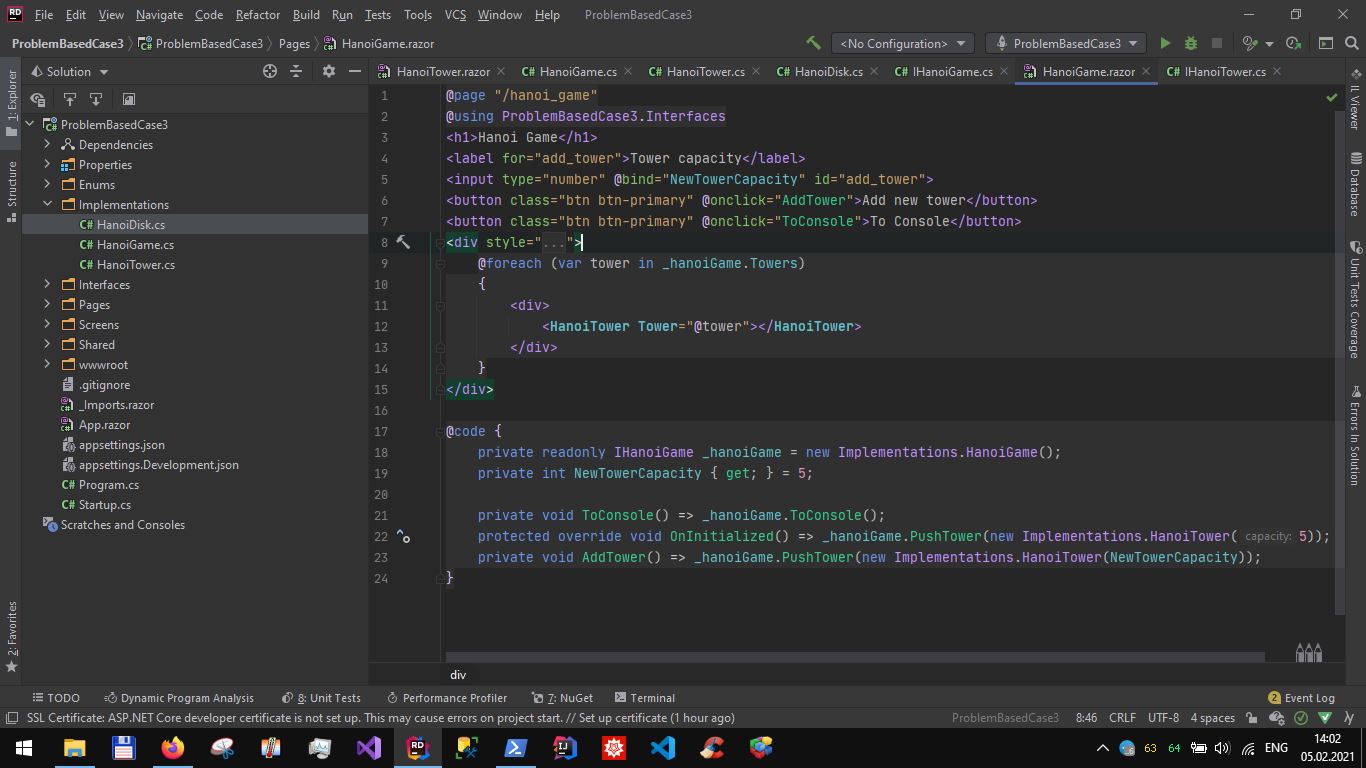 RD File Edit View Navigate Code Refactor Build Run Tests Tools VCS Window Help ProblemBasedCase3
ProblemBasedCase3 ProblemBasedCase3 Pages HanoiGame.razor <No Configuration> ProblemBasedCase3
Solution HanoiTower.razor C# HanoiGame.cs C# HanoiTower.cs C# HanoiDisk.cs C# IHanoiGame.cs HanoiGame.razor C# IHanoiTower.cs
1: Explorer
Structure
2: Favorites
ProblemBasedCase3
Dependencies
Properties
Enums
Implementations
C# HanoiDisk.cs
C# HanoiGame.cs
C# HanoiTower.cs
Interfaces
Pages
Screens
Shared
wwwroot
.gitignore
_Imports.razor
App.razor
appsettings.json
appsettings.Development.json
C# Program.cs
C# Startup.cs
Scratches and Consoles
1 @page "/hanoi_game"
2 @using ProblemBasedCase3.Interfaces
3 <h1>Hanoi Game</h1>
4 <label for="add_tower">Tower capacity</label>
5 <input type="number" @bind="NewTowerCapacity" id="add_tower">
6 <button class="btn btn-primary" @onclick="AddTower">Add new tower</button>
7 <button class="btn btn-primary" @onclick="ToConsole">To Console</button>
8 <div style="...">
9 @foreach (var tower in _hanoiGame.Towers)
10 {
11 <div>
12 <HanoiTower Tower="@tower"></HanoiTower>
13 </div>
14 }
15 </div>
16
17 @code {
18 private readonly IHanoiGame _hanoiGame = new Implementations.HanoiGame();
19 private int NewTowerCapacity { get; } = 5;
20
21 private void ToConsole() => _hanoiGame.ToConsole();
22 protected override void OnInitialized() => _hanoiGame.PushTower(new Implementations.HanoiTower( capacity: 5));
23 private void AddTower() => _hanoiGame.PushTower(new Implementations.HanoiTower(NewTowerCapacity));
24 }
IL Viewer
Database
Unit Tests Coverage
Errors In Solution
div
TODO Dynamic Program Analysis 8: Unit Tests Performance Profiler 7: NuGet Terminal 2 Event Log
SSL Certificate: ASP.NET Core developer certificate is not set up. This may cause errors on project start. // Set up certificate (1 hour ago) ProblemBasedCase3 8:46 CRLF UTF-8 4 spaces
RD IJ 63 64 ENG 14:02
05.02.2021